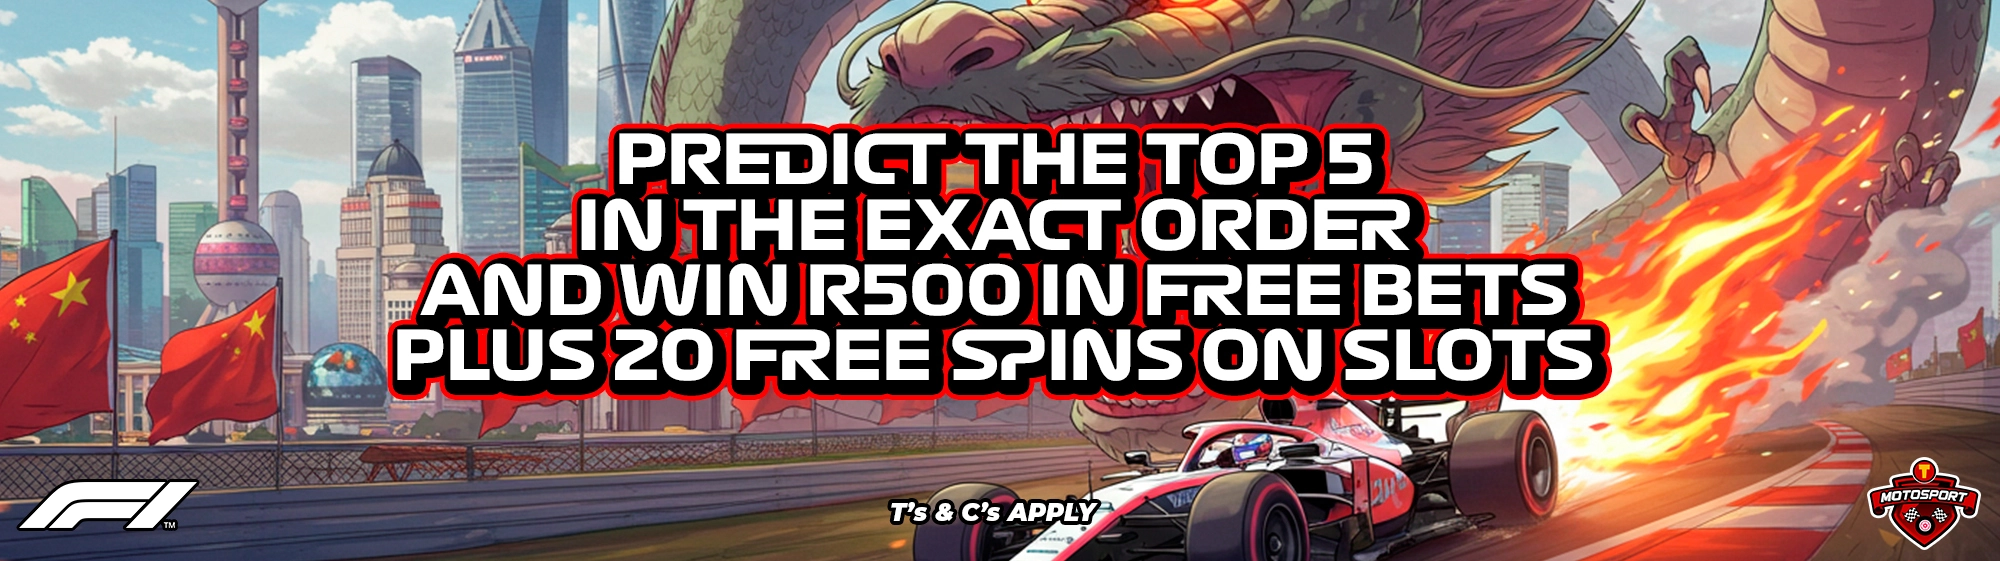 PREDICT THE TOP 5
IN THE EXACT ORDER
AND WIN R500 IN FREE BETS
PLUS 20 FREE SPINS ON SLOTS
T's & C's APPLY
F1 TM
T
MOTOSPORT